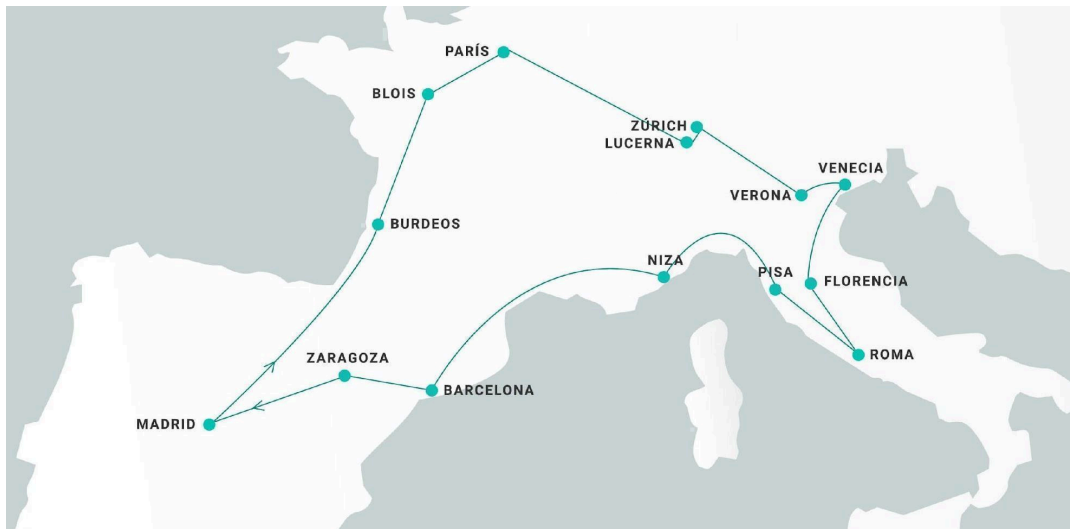 PARÍS
BLOIS
ZÚRICH
LUCERNA
VENECIA
VERONA
BURDEOS
NIZA
PISA
FLORENCIA
ZARAGOZA
ROMA
BARCELONA
MADRID